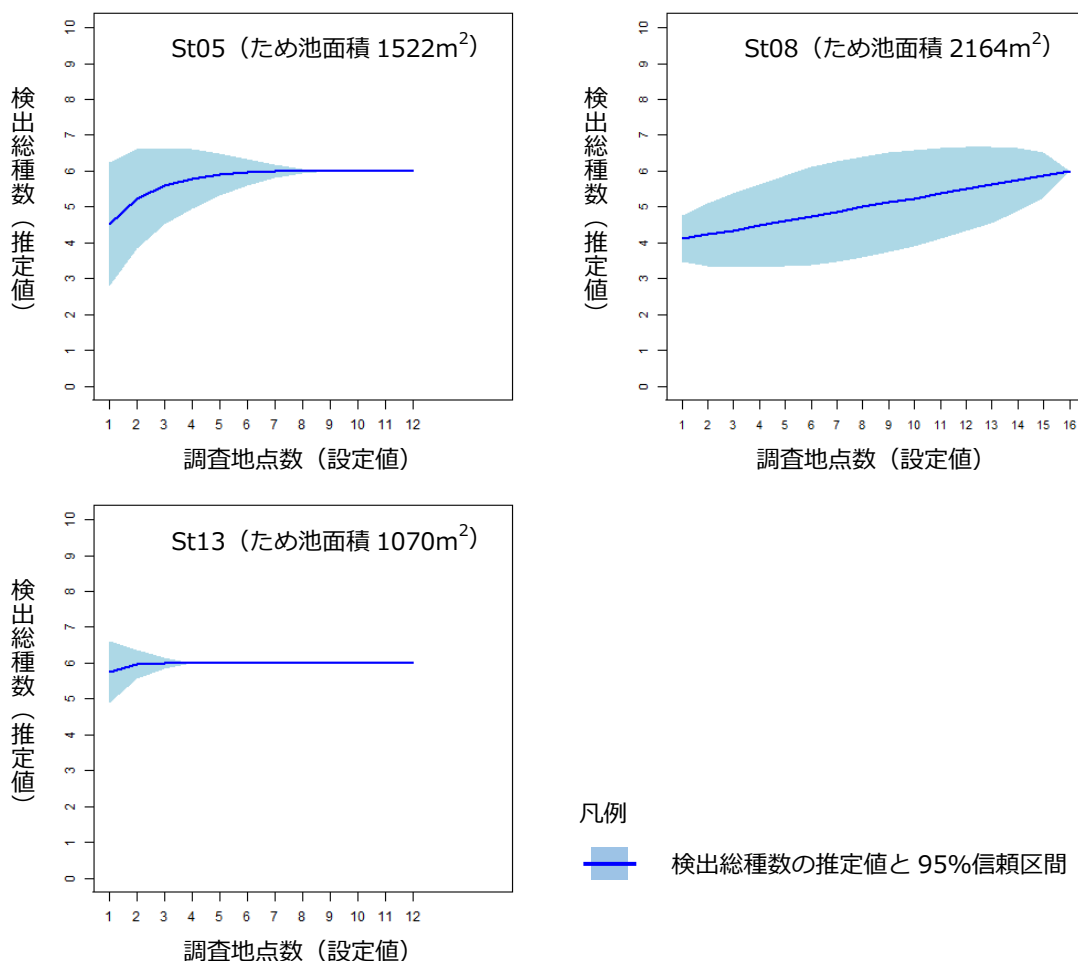 St05（ため池面積 1522m²）
検出総種数（推定値）
10
9
8
7
6
5
4
3
2
1
0
1 2 3 4 5 6 7 8 9 10 11 12
調査地点数（設定値）
St08（ため池面積 2164m²）
検出総種数（推定値）
10
9
8
7
6
5
4
3
2
1
0
1 2 3 4 5 6 7 8 9 10 11 12 13 14 15 16
調査地点数（設定値）
St13（ため池面積 1070m²）
検出総種数（推定値）
10
9
8
7
6
5
4
3
2
1
0
1 2 3 4 5 6 7 8 9 10 11 12
調査地点数（設定値）
凡例
検出総種数の推定値と 95%信頼区間